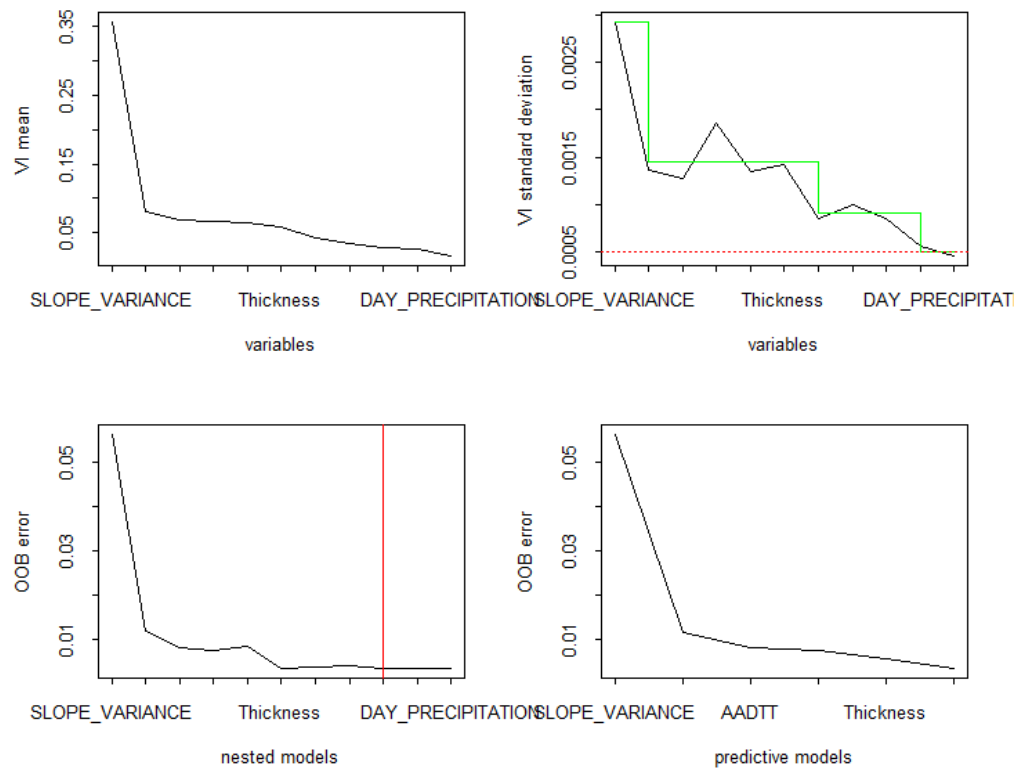 VI mean
0.35
0.25
0.15
0.05
SLOPE_VARIANCE Thickness DAY_PRECIPITATION
variables
VI standard deviation
0.0025
0.0015
0.0005
SLOPE_VARIANCE Thickness DAY_PRECIPITATI
variables
OOB error
0.05
0.03
0.01
SLOPE_VARIANCE Thickness DAY_PRECIPITATION
nested models
OOB error
0.05
0.03
0.01
SLOPE_VARIANCE AADTT Thickness
predictive models